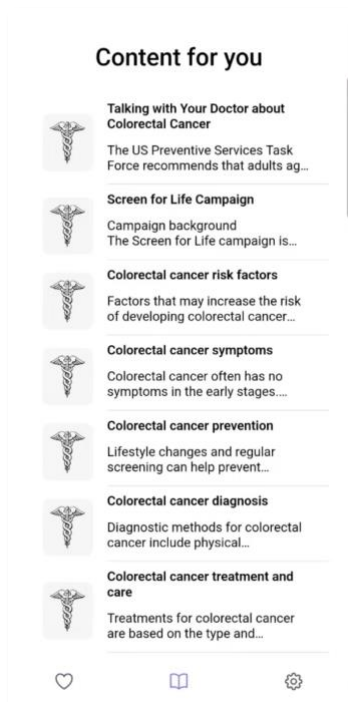 Content for you
Talking with Your Doctor about
Colorectal Cancer
The US Preventive Services Task
Force recommends that adults ag...
Screen for Life Campaign
Campaign background
The Screen for Life campaign is...
Colorectal cancer risk factors
Factors that may increase the risk
of developing colorectal cancer...
Colorectal cancer symptoms
Colorectal cancer often has no
symptoms in the early stages....
Colorectal cancer prevention
Lifestyle changes and regular
screening can help prevent...
Colorectal cancer diagnosis
Diagnostic methods for colorectal
cancer include physical...
Colorectal cancer treatment and
care
Treatments for colorectal cancer
are based on the type and...